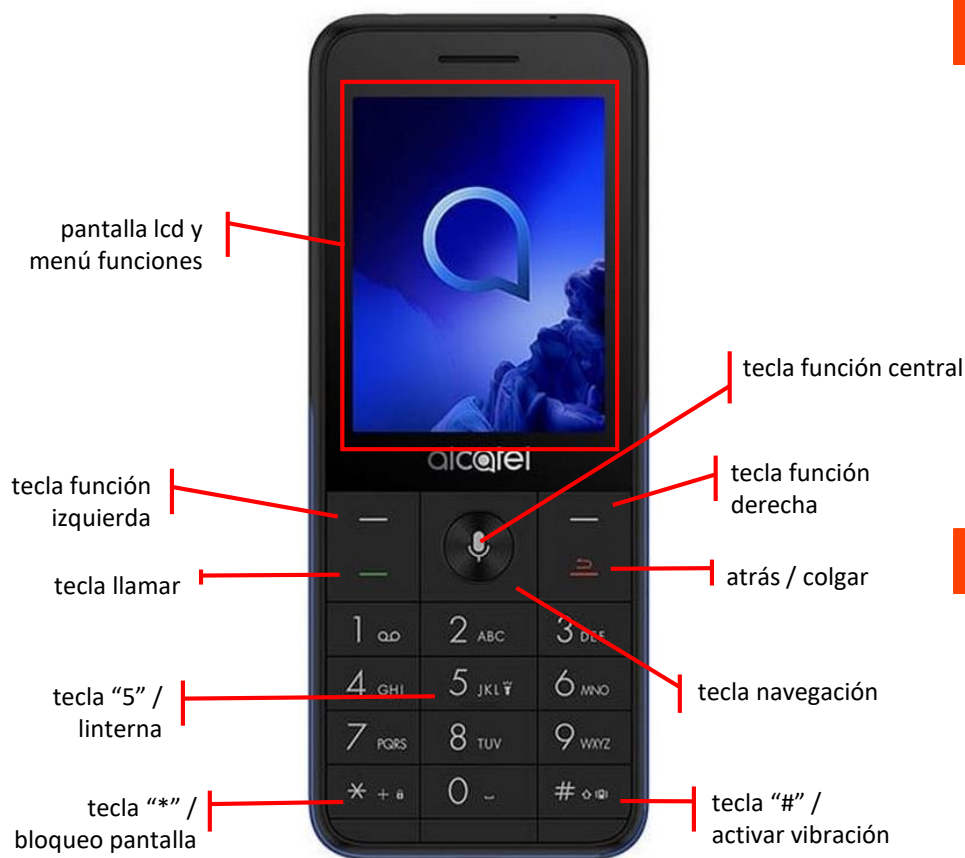 pantalla lcd y
menú funciones
tecla función central
alcatel
tecla función
izquierda
tecla función
derecha
tecla llamar
atrás / colgar
1
2 ABC
3 DEF
4 GHI
5 JKL
6 MNO
tecla “5” /
linterna
tecla navegación
7 PQRS
8 TUV
9 WXYZ
* +
0
#
tecla “*” /
bloqueo pantalla
tecla “#” /
activar vibración